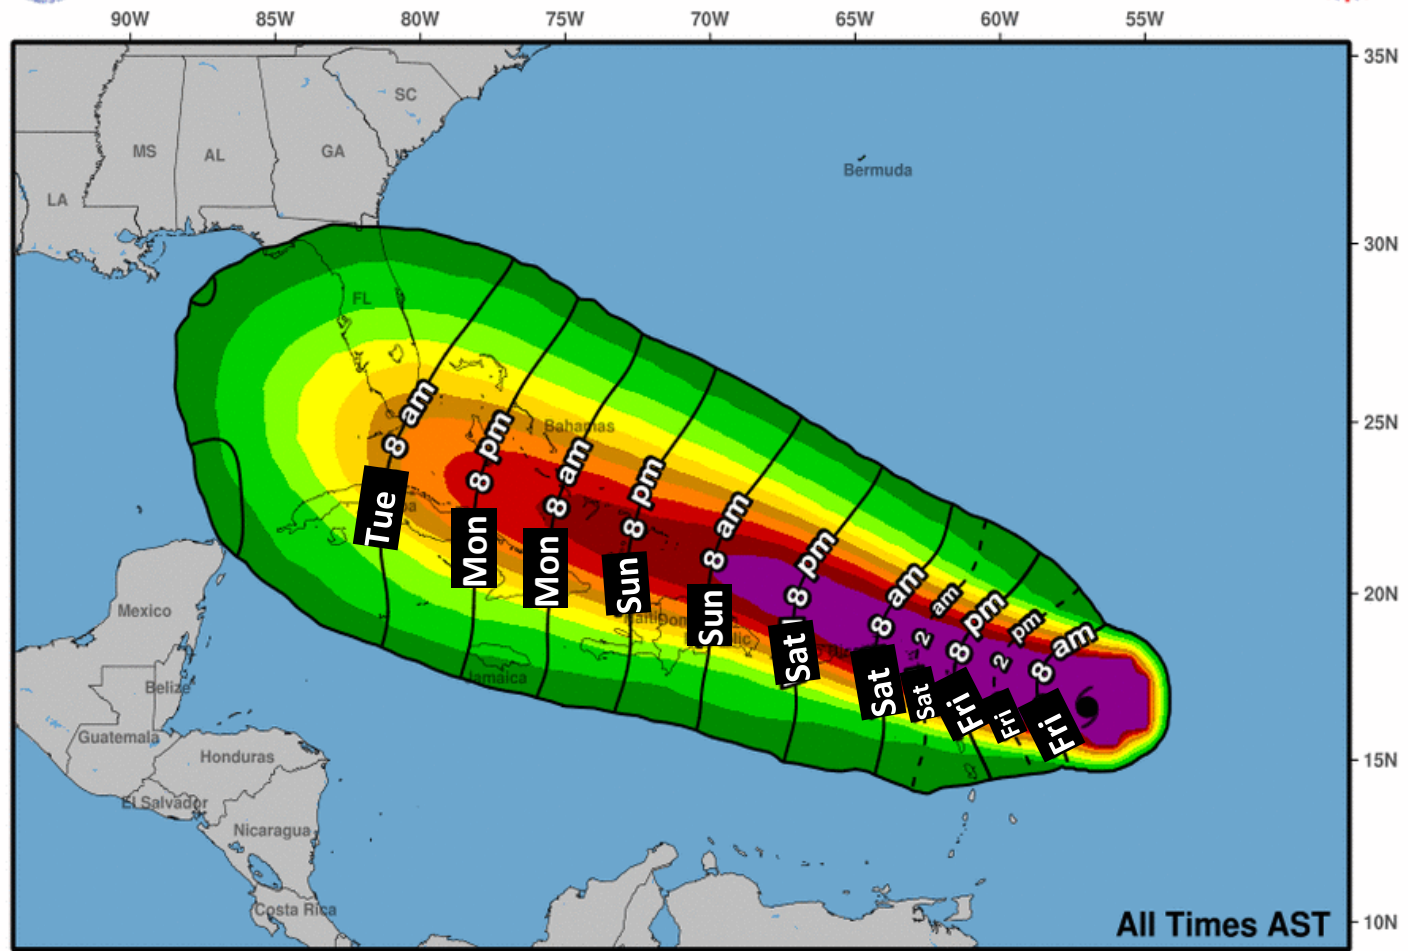 90W 85W 80W 75W 70W 65W 60W 55W
35N
SC
MS AL GA
Bermuda
LA
30N
FL
25N
Bahamas
8 am
8 pm
8 am
8 pm
8 am
8 pm
8 am
2 am
8 pm
2 pm
8 am
Tue
Mon
Mon
Sun
Sun
Sat
Sat
Sat
Fri
Fri
Fri
20N
Mexico
Jamaica
Belize
Guatemala
Honduras
15N
El Salvador
Nicaragua
Costa Rica
10N
All Times AST